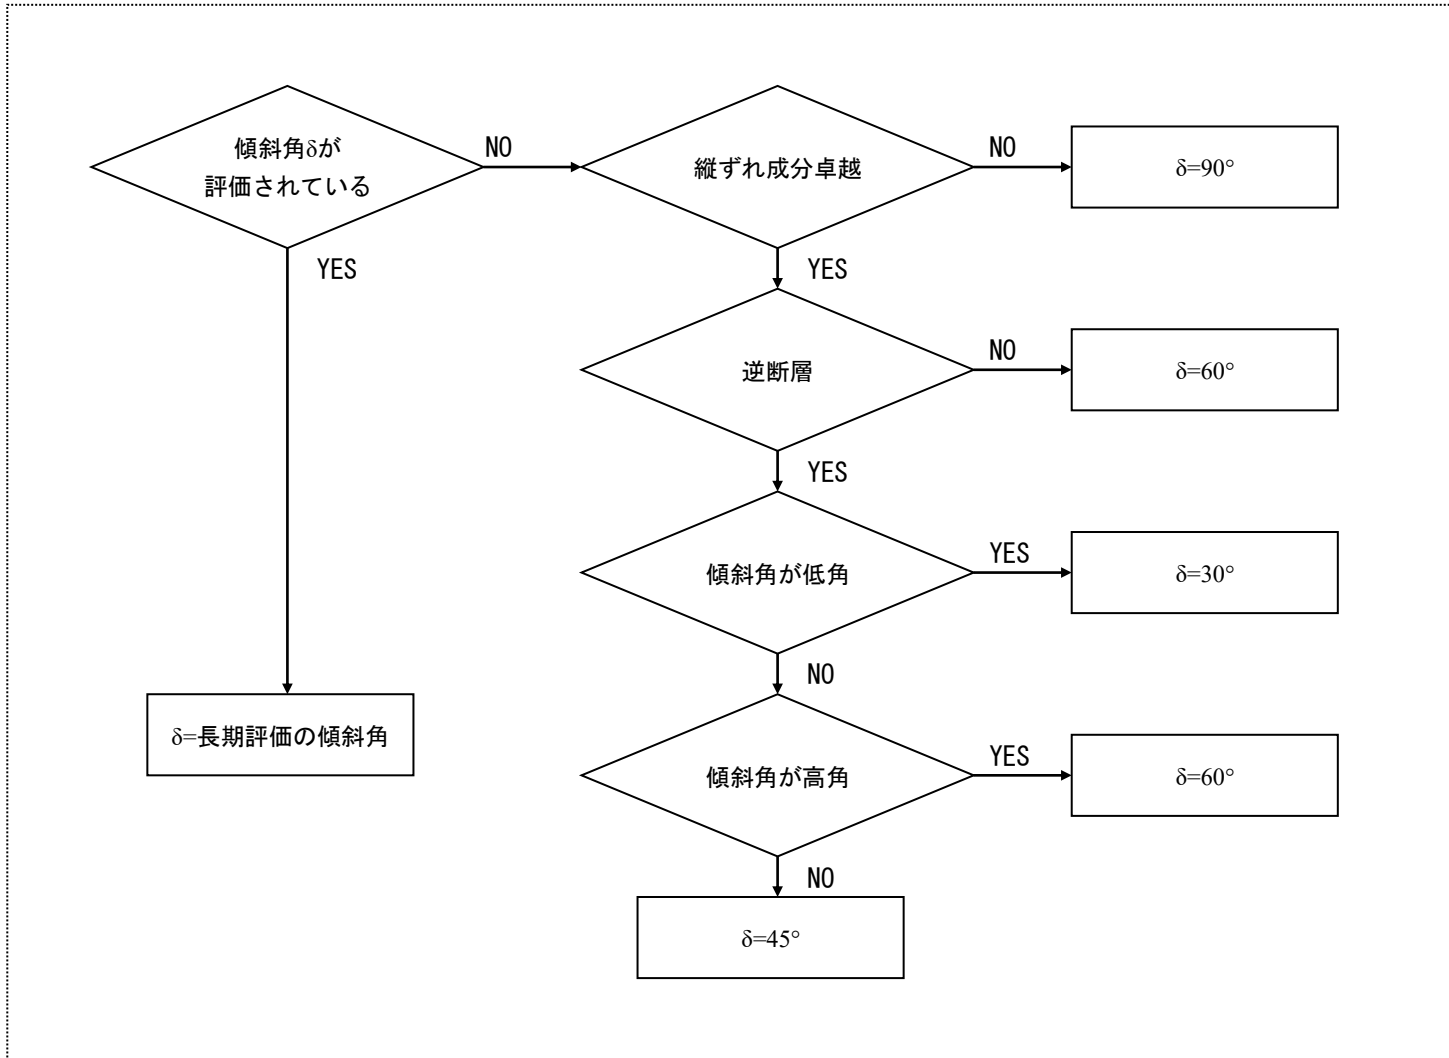 傾斜角δが
評価されている
NO
縦ずれ成分卓越
NO
δ=90°
YES
YES
逆断層
NO
δ=60°
YES
傾斜角が低角
YES
δ=30°
NO
δ=長期評価の傾斜角
傾斜角が高角
YES
δ=60°
NO
δ=45°